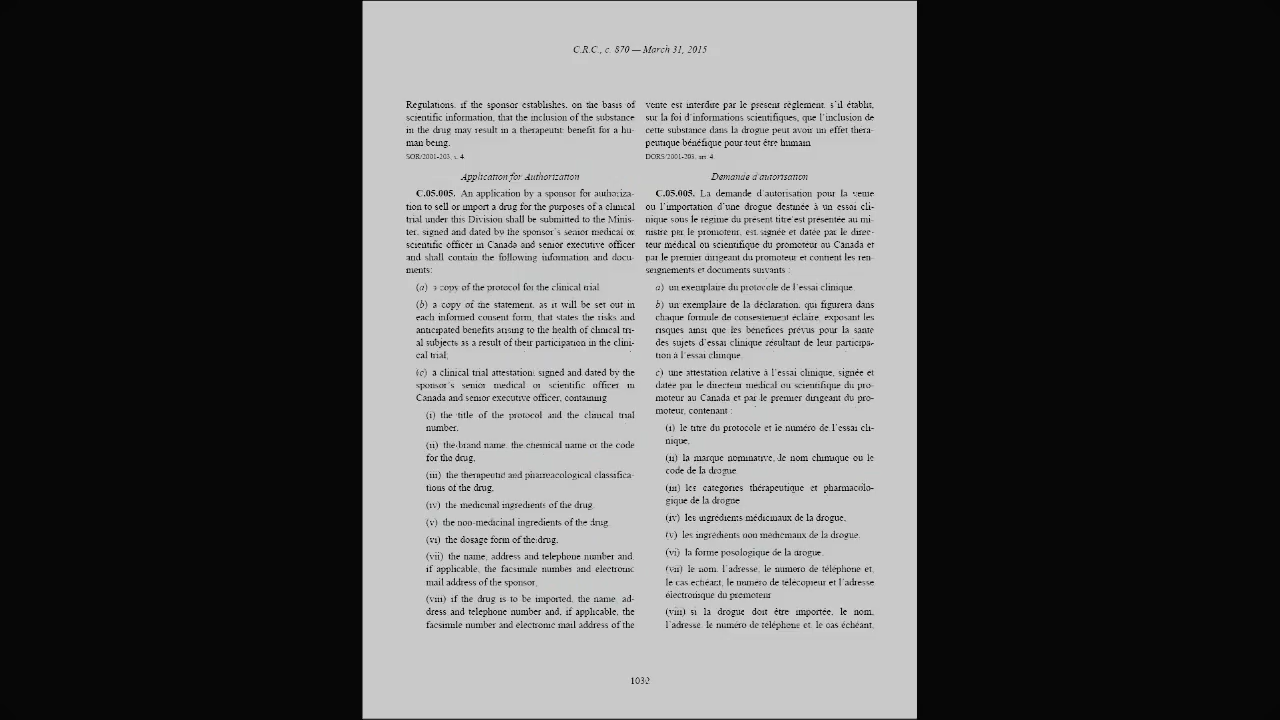 C.R.C., c. 870 — March 31, 2015
Regulations, if the sponsor establishes, on the basis of
scientific information, that the inclusion of the substance
in the drug may result in a therapeutic benefit for a hu-
man being.
SOR/2001-203, s. 4.
Application for Authorization
C.05.005. An application by a sponsor for authoriza-
tion to sell or import a drug for the purposes of a clinical
trial under this Division shall be submitted to the Minis-
ter, signed and dated by the sponsor's senior medical or
scientific officer in Canada and senior executive officer
and shall contain the following information and docu-
ments:
(a) a copy of the protocol for the clinical trial;
(b) a copy of the statement, as it will be set out in
each informed consent form, that states the risks and
anticipated benefits arising to the health of clinical tri-
al subjects as a result of their participation in the clini-
cal trial;
(c) a clinical trial attestation, signed and dated by the
sponsor's senior medical or scientific officer in
Canada and senior executive officer, containing
(i) the title of the protocol and the clinical trial
number,
(ii) the brand name, the chemical name or the code
for the drug,
(iii) the therapeutic and pharmacological classifica-
tions of the drug,
(iv) the medicinal ingredients of the drug,
(v) the non-medicinal ingredients of the drug,
(vi) the dosage form of the drug,
(vii) the name, address and telephone number and,
if applicable, the facsimile number and electronic
mail address of the sponsor,
(viii) if the drug is to be imported, the name, ad-
dress and telephone number and, if applicable, the
facsimile number and electronic mail address of the
vente est interdite par le présent règlement, s'il établit,
sur la foi d'informations scientifiques, que l'inclusion de
cette substance dans la drogue peut avoir un effet théra-
peutique bénéfique pour tout être humain.
DORS/2001-203, art. 4.
Demande d'autorisation
C.05.005. La demande d'autorisation pour la vente
ou l'importation d'une drogue destinée à un essai cli-
nique sous le régime du présent titre est présentée au mi-
nistre par le promoteur, est signée et datée par le direc-
teur médical ou scientifique du promoteur au Canada et
par le premier dirigeant du promoteur et contient les ren-
seignements et documents suivants :
a) un exemplaire du protocole de l'essai clinique;
b) un exemplaire de la déclaration, qui figurera dans
chaque formule de consentement éclairé, exposant les
risques ainsi que les bénéfices prévus pour la santé
des sujets d'essai clinique résultant de leur participa-
tion à l'essai clinique;
c) une attestation relative à l'essai clinique, signée et
datée par le directeur médical ou scientifique du pro-
moteur au Canada et par le premier dirigeant du pro-
moteur, contenant :
(i) le titre du protocole et le numéro de l'essai cli-
nique,
(ii) la marque nominative, le nom chimique ou le
code de la drogue,
(iii) les catégories thérapeutique et pharmacolo-
gique de la drogue,
(iv) les ingrédients médicinaux de la drogue,
(v) les ingrédients non médicinaux de la drogue,
(vi) la forme posologique de la drogue,
(vii) le nom, l'adresse, le numéro de téléphone et,
le cas échéant, le numéro de télécopieur et l'adresse
électronique du promoteur,
(viii) si la drogue doit être importée, le nom,
l'adresse, le numéro de téléphone et, le cas échéant,
1032